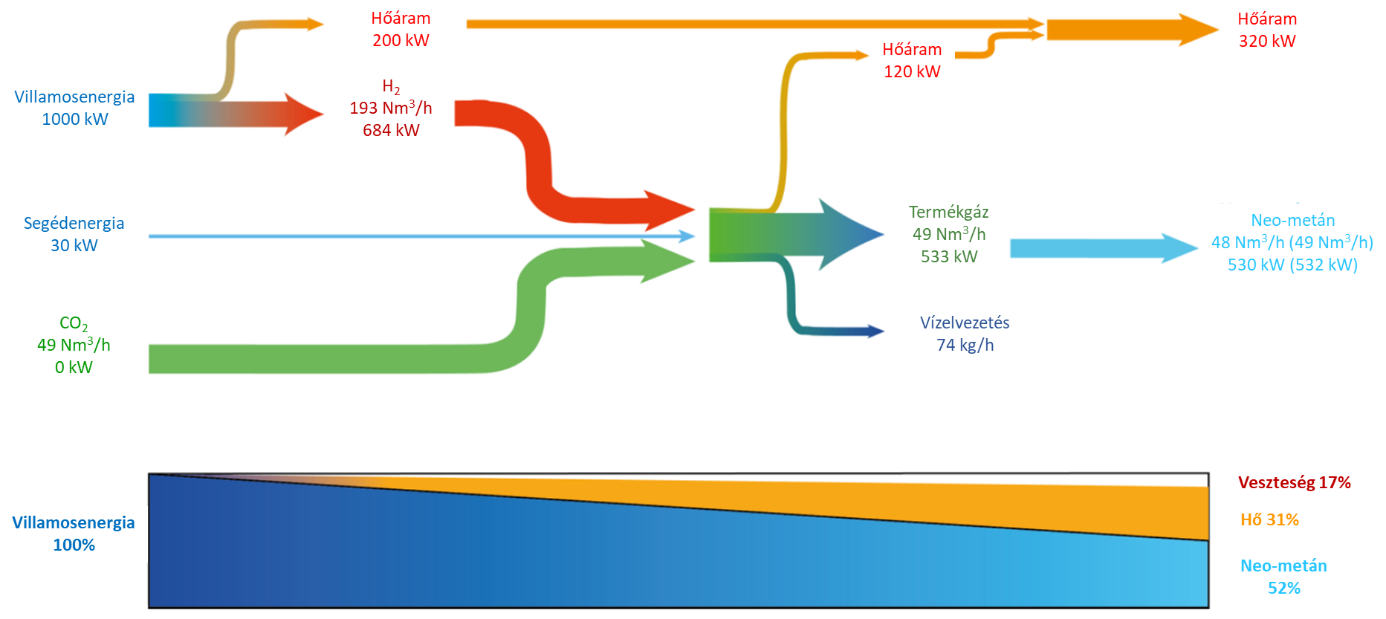 Hőáram
200 kW
Hőáram
320 kW
Hőáram
120 kW
Villamosenergia
1000 kW
H₂
193 Nm³/h
684 kW
Segédenergia
30 kW
Termékgáz
49 Nm³/h
533 kW
Neo-metán
48 Nm³/h (49 Nm³/h)
530 kW (532 kW)
CO₂
49 Nm³/h
0 kW
Vízelvezetés
74 kg/h
Villamosenergia
100%
Veszteség 17%
Hő 31%
Neo-metán
52%